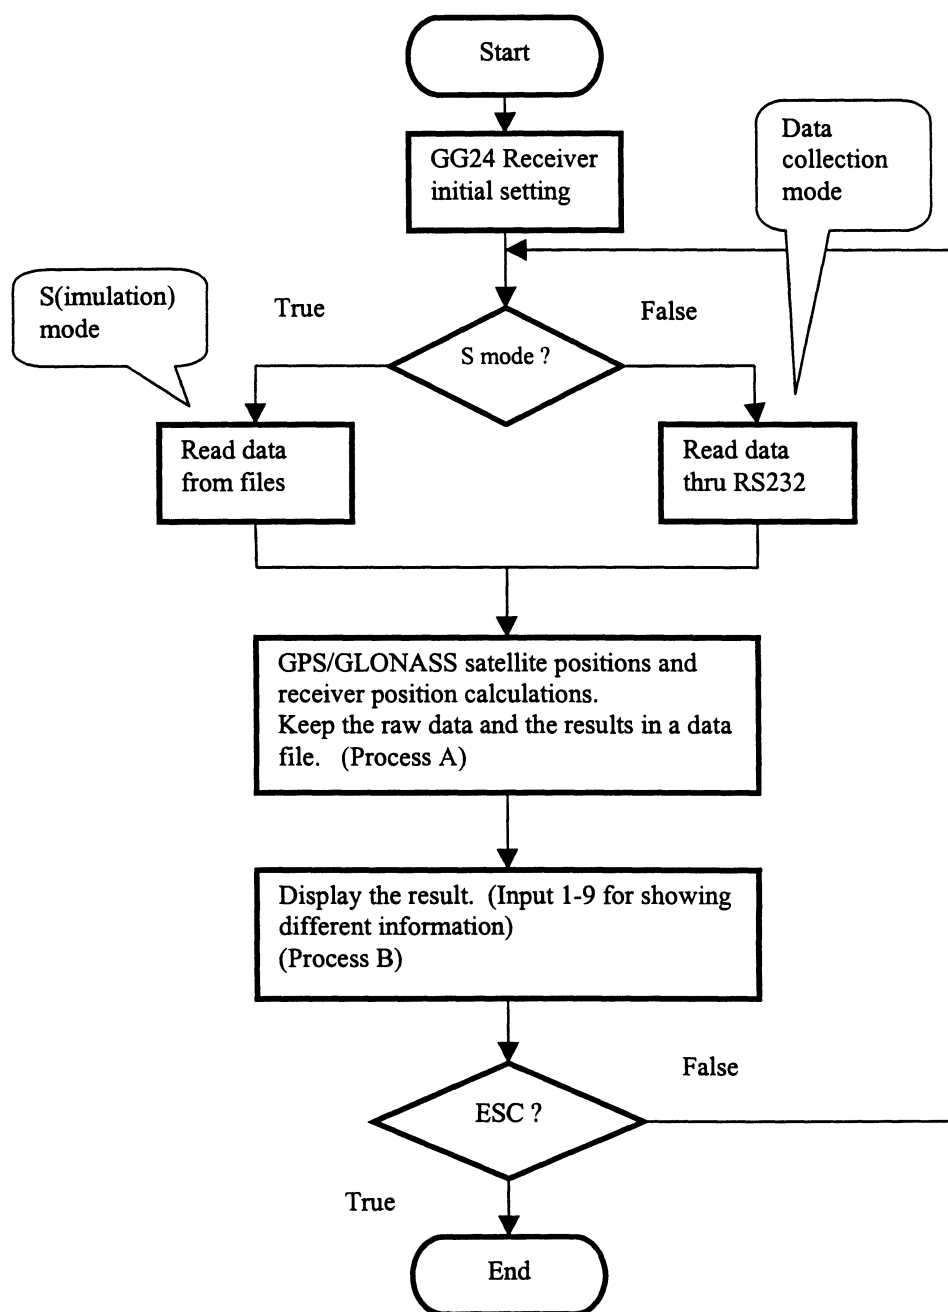 Start
GG24 Receiver
initial setting
Data
collection
mode
S(imulation)
mode
True
False
S mode ?
Read data
from files
Read data
thru RS232
GPS/GLONASS satellite positions and
receiver position calculations.
Keep the raw data and the results in a data
file. (Process A)
Display the result. (Input 1-9 for showing
different information)
(Process B)
False
ESC ?
True
End